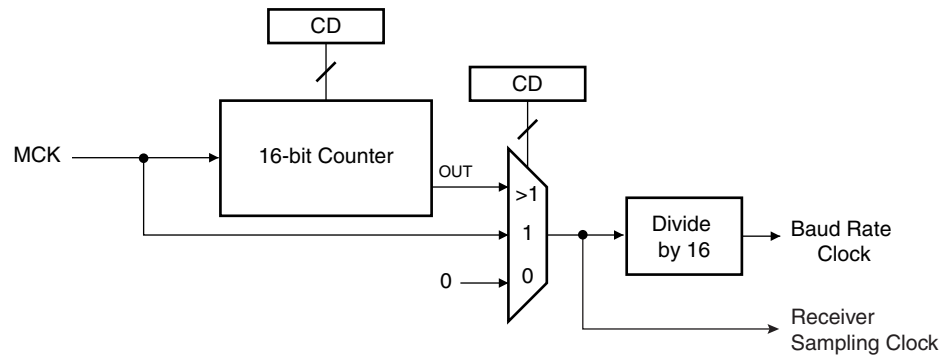 CD
CD
MCK
16-bit Counter
OUT
>1
1
0
0
Divide
by 16
Baud Rate
Clock
Receiver
Sampling Clock